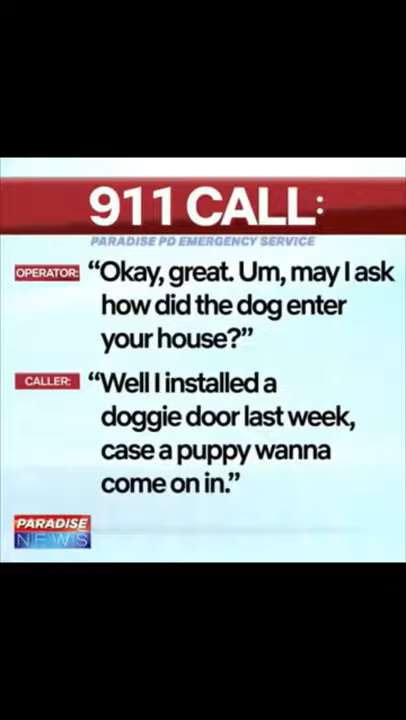 911 CALL:
PARADISE PD EMERGENCY SERVICE
OPERATOR: “Okay, great. Um, may I ask
how did the dog enter
your house?”
CALLER: “Well I installed a
doggie door last week,
case a puppy wanna
come on in.”
PARADISE
NEWS